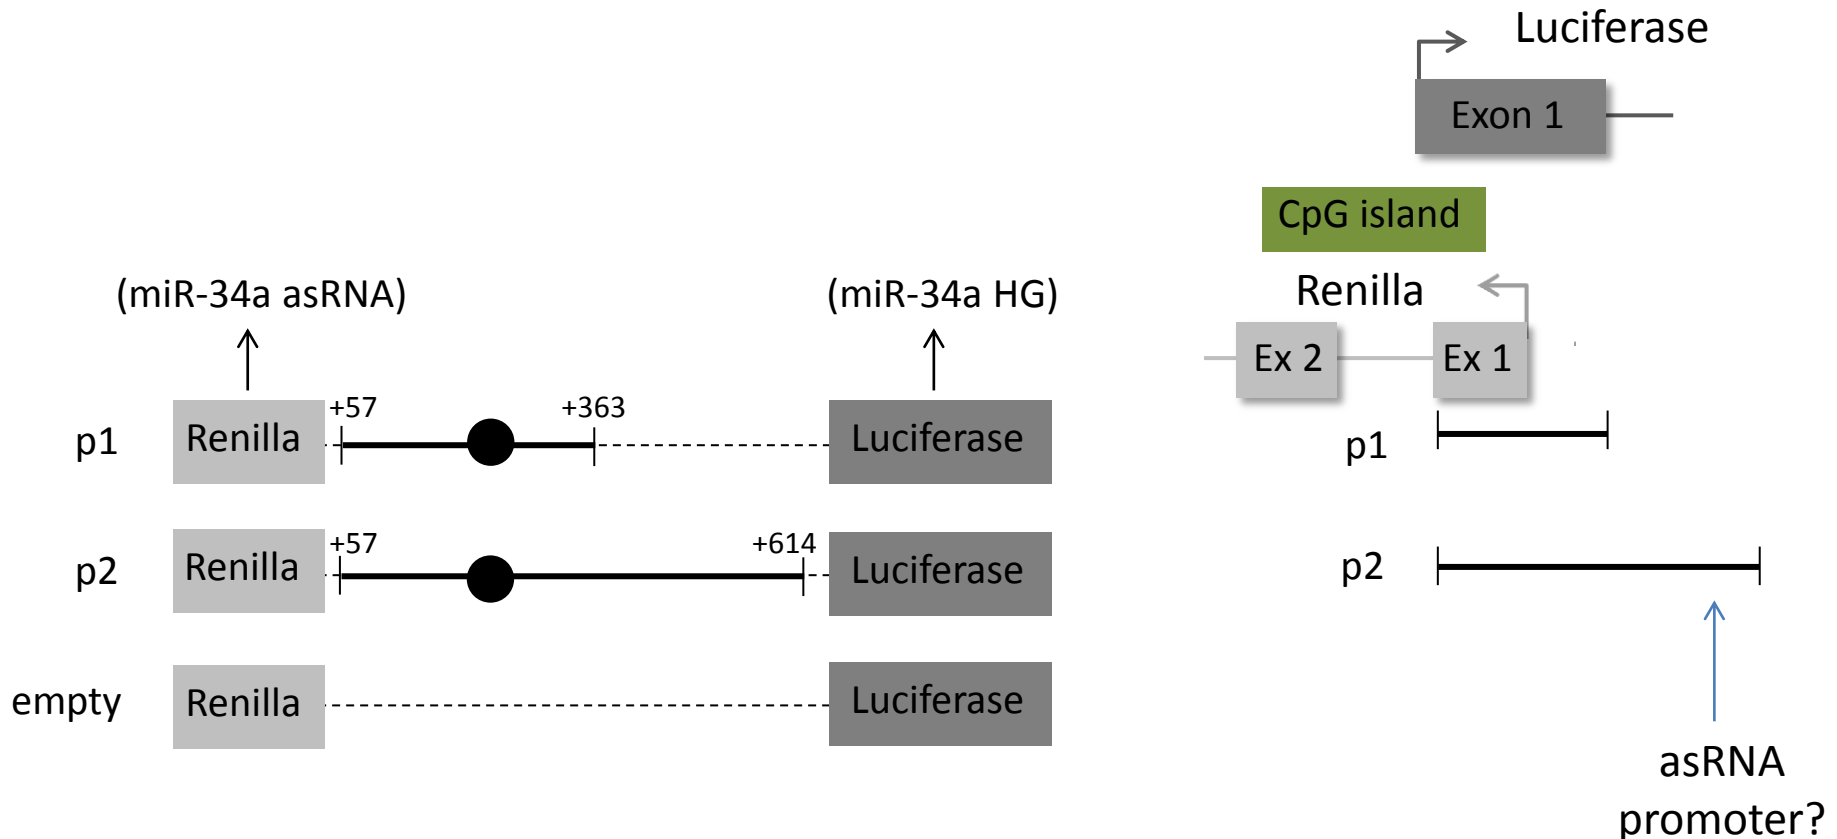 Luciferase
Exon 1
CpG island
(miR-34a asRNA)
(miR-34a HG)
Renilla
Ex 2
Ex 1
p1
Renilla
+57
+363
Luciferase
p1
p2
Renilla
+57
+614
Luciferase
p2
empty
Renilla
Luciferase
asRNA
promoter?